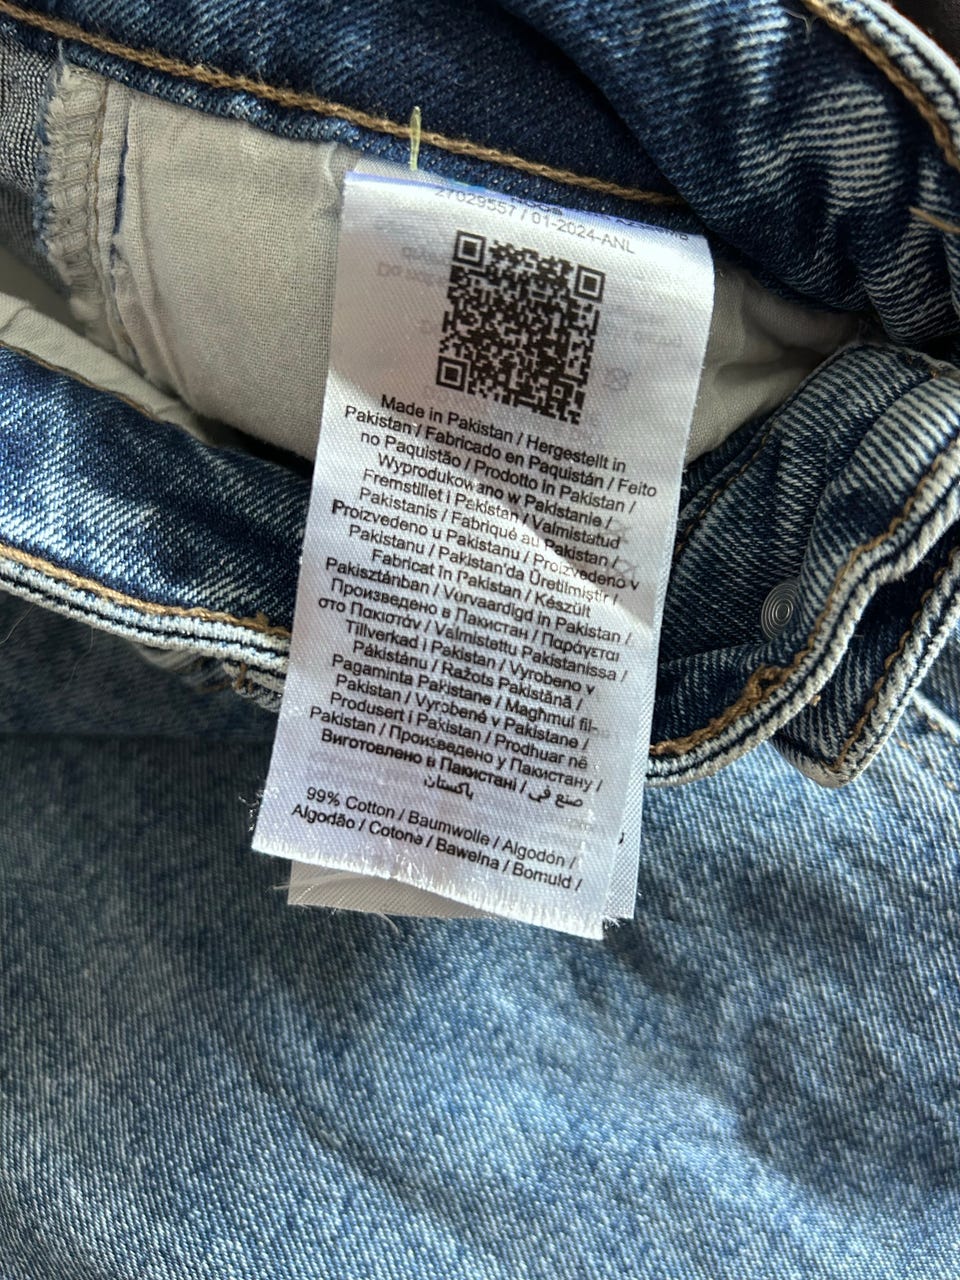 27029557 / 01-2024-ANL
Made in Pakistan / Hergestellt in
Pakistan / Fabricado en Paquistán / Feito
no Paquistão / Prodotto in Pakistan /
Wyprodukowano w Pakistanie /
Fremstillet i Pakistan / Valmistatud
Pakistanis / Fabriqué au Pakistan /
Proizvedeno u Pakistanu / Proizvedeno v
Pakistanu / Pakistan'da Üretilmiştir /
Fabricat în Pakistan / Készült
Pakisztánban / Vervaardigd in Pakistan /
Произведено в Пакистан / Παράγεται
στο Πακιστάν / Valmistettu Pakistanissa /
Tillverkad i Pakistan / Vyrobeno v
Pákistánu / Ražots Pakistānā /
Pagaminta Pakistane / Magħmul fil-
Pakistan / Vyrobené v Pakistane /
Produsert i Pakistan / Prodhuar në
Pakistan / Произведено у Пакистану /
Виготовлено в Пакистані / صنع في
باكستان
99% Cotton / Baumwolle / Algodón /
Algodão / Cotone / Bawełna / Bomuld /